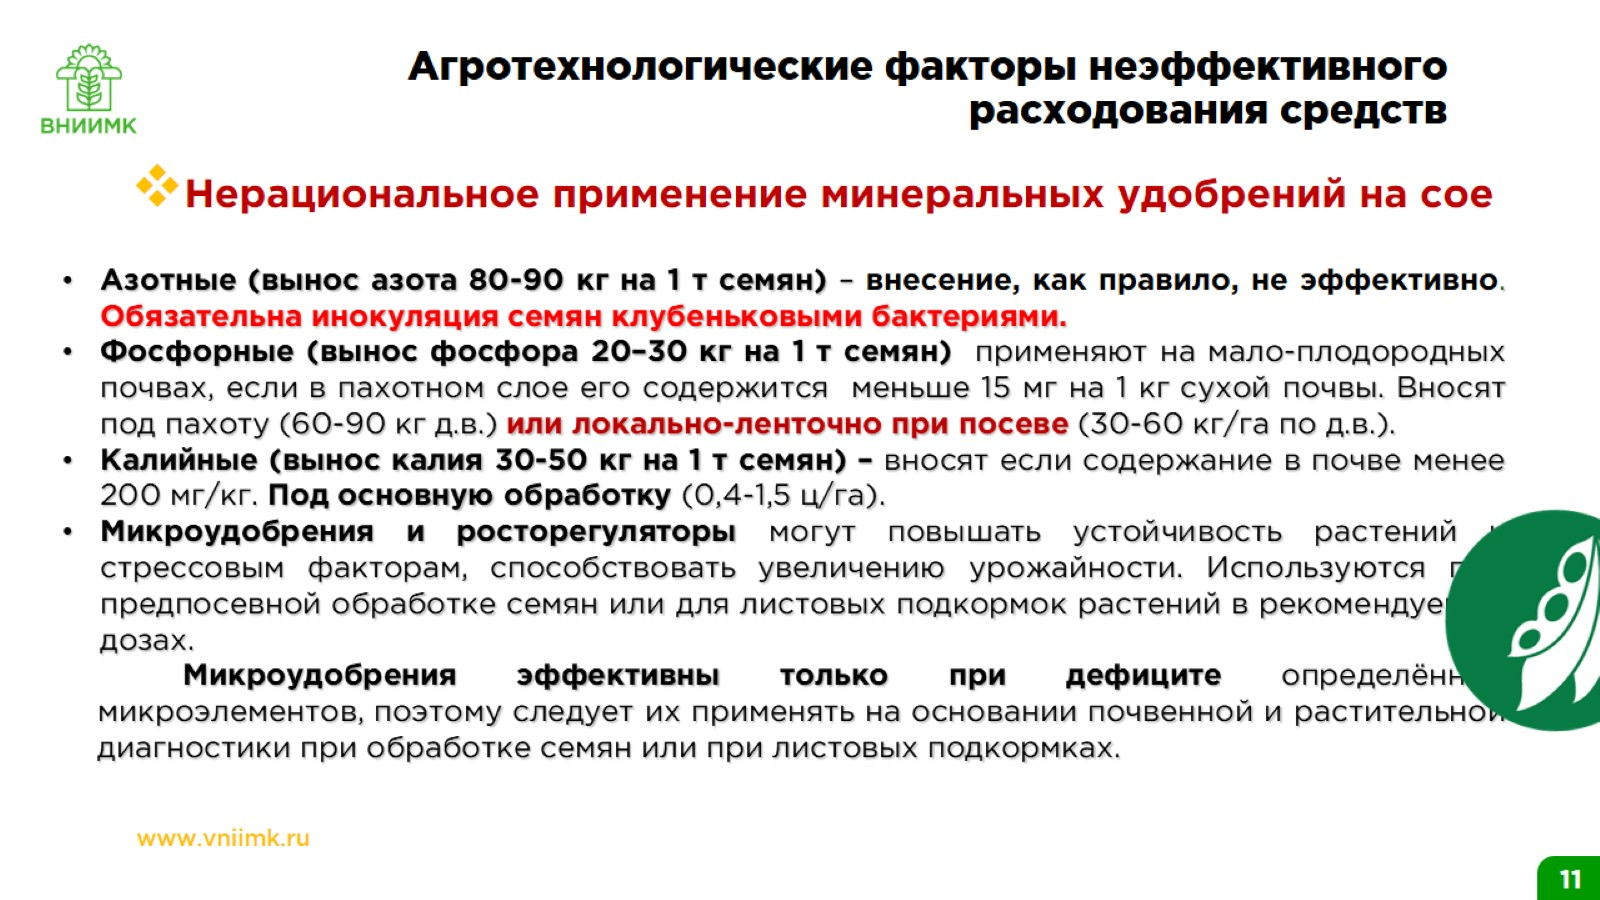 ВНИИМК
Агротехнологические факторы неэффективного
расходования средств
Нерациональное применение минеральных удобрений на сое
• Азотные (вынос азота 80-90 кг на 1 т семян) – внесение, как правило, не эффективно.
Обязательна инокуляция семян клубеньковыми бактериями.
• Фосфорные (вынос фосфора 20–30 кг на 1 т семян) применяют на мало-плодородных
почвах, если в пахотном слое его содержится меньше 15 мг на 1 кг сухой почвы. Вносят
под пахоту (60-90 кг д.в.) или локально-ленточно при посеве (30-60 кг/га по д.в.).
• Калийные (вынос калия 30-50 кг на 1 т семян) – вносят если содержание в почве менее
200 мг/кг. Под основную обработку (0,4-1,5 ц/га).
• Микроудобрения и росторегуляторы могут повышать устойчивость растений
стрессовым факторам, способствовать увеличению урожайности. Используются
предпосевной обработке семян или для листовых подкормок растений в
дозах.
Микроудобрения эффективны только при дефиците
микроэлементов, поэтому следует их применять на основании почвенной и растительной
диагностики при обработке семян или при листовых подкормках.
www.vniimk.ru
11